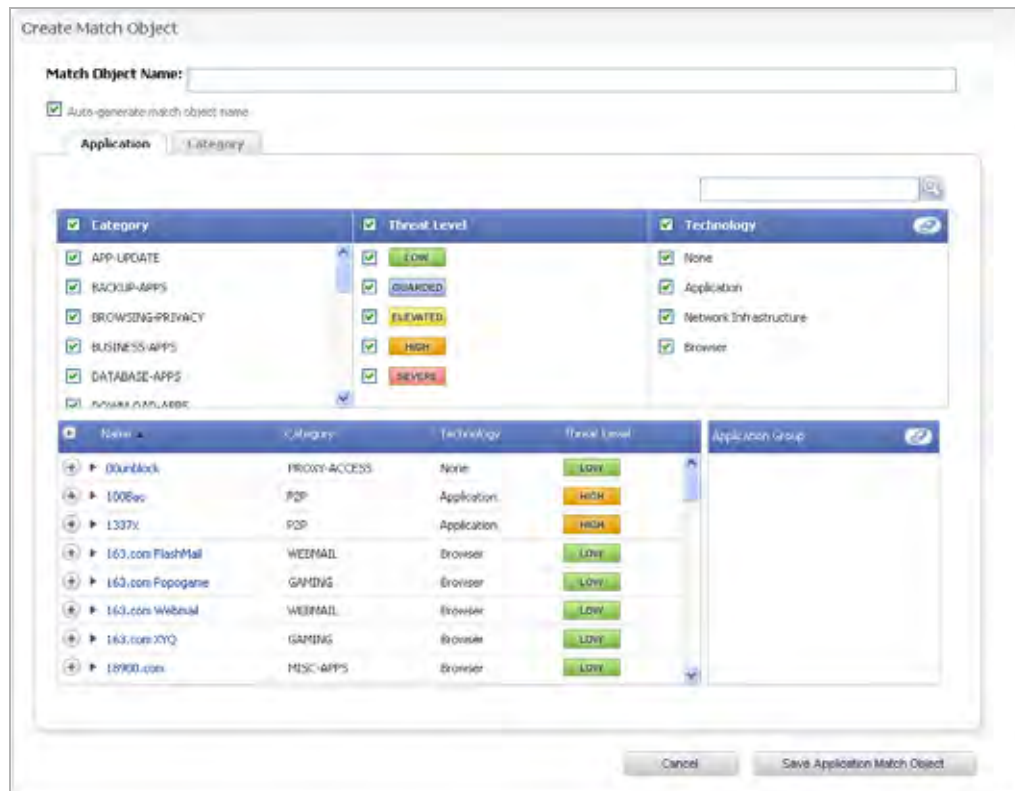 Create Match Object
Match Object Name:
Auto-generate match object name
Application Category
Category Threat Level Technology
APP-UPDATE LOW None
BACKUP-APPS GUARDED Application
BROWSING-PRIVACY ELEVATED Network Infrastructure
BUSINESS-APPS HIGH Browser
DATABASE-APPS SEVERE
DOWNLOAD-APPS
Name Category Technology Threat Level Application Group
00unblock PROXY-ACCESS None LOW
100Bao P2P Application HIGH
1337x P2P Application HIGH
163.com FlashMail WEBMAIL Browser LOW
163.com Popogame GAMING Browser LOW
163.com Webmail WEBMAIL Browser LOW
163.com XYQ GAMING Browser LOW
18900.com MISC-APPS Browser LOW
Cancel Save Application Match Object